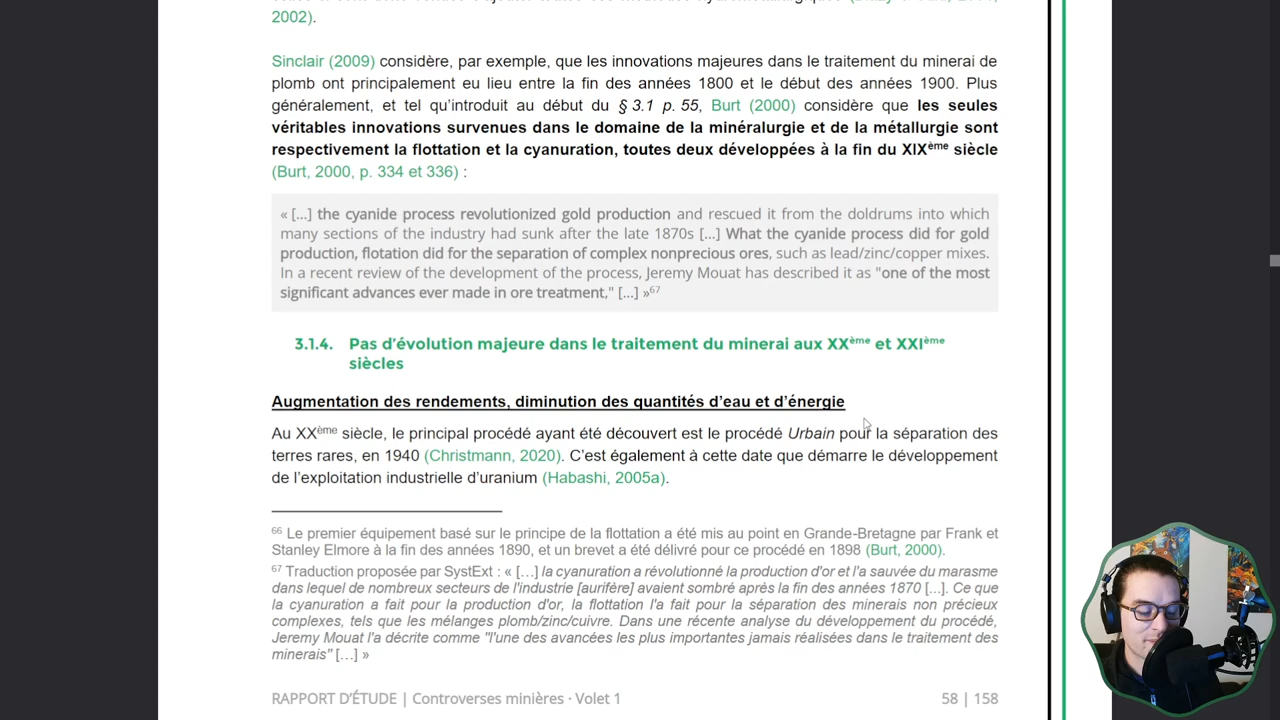 2002).
Sinclair (2009) considère, par exemple, que les innovations majeures dans le traitement du minerai de
plomb ont principalement eu lieu entre la fin des années 1800 et le début des années 1900. Plus
généralement, et tel qu'introduit au début du § 3.1 p. 55, Burt (2000) considère que les seules
véritables innovations survenues dans le domaine de la minéralurgie et de la métallurgie sont
respectivement la flottation et la cyanuration, toutes deux développées à la fin du XIXème siècle
(Burt, 2000, p. 334 et 336) :
« [...] the cyanide process revolutionized gold production and rescued it from the doldrums into which
many sections of the industry had sunk after the late 1870s [...] What the cyanide process did for gold
production, flotation did for the separation of complex nonprecious ores, such as lead/zinc/copper mixes.
In a recent review of the development of the process, Jeremy Mouat has described it as "one of the most
significant advances ever made in ore treatment," [...] »67
3.1.4. Pas d'évolution majeure dans le traitement du minerai aux XXème et XXIème
siècles
Augmentation des rendements, diminution des quantités d'eau et d'énergie
Au XXème siècle, le principal procédé ayant été découvert est le procédé Urbain pour la séparation des
terres rares, en 1940 (Christmann, 2020). C'est également à cette date que démarre le développement
de l'exploitation industrielle d'uranium (Habashi, 2005a).
66 Le premier équipement basé sur le principe de la flottation a été mis au point en Grande-Bretagne par Frank et
Stanley Elmore à la fin des années 1890, et un brevet a été délivré pour ce procédé en 1898 (Burt, 2000).
67 Traduction proposée par SystExt : « [...] la cyanuration a révolutionné la production d'or et l'a sauvée du marasme
dans lequel de nombreux secteurs de l'industrie [aurifère] avaient sombré après la fin des années 1870 [...]. Ce que
la cyanuration a fait pour la production d'or, la flottation l'a fait pour la séparation des minerais non précieux
complexes, tels que les mélanges plomb/zinc/cuivre. Dans une récente analyse du développement du procédé,
Jeremy Mouat l'a décrite comme "l'une des avancées les plus importantes jamais réalisées dans le traitement des
minerais" [...] »
RAPPORT D'ÉTUDE | Controverses minières · Volet 1
58 | 158